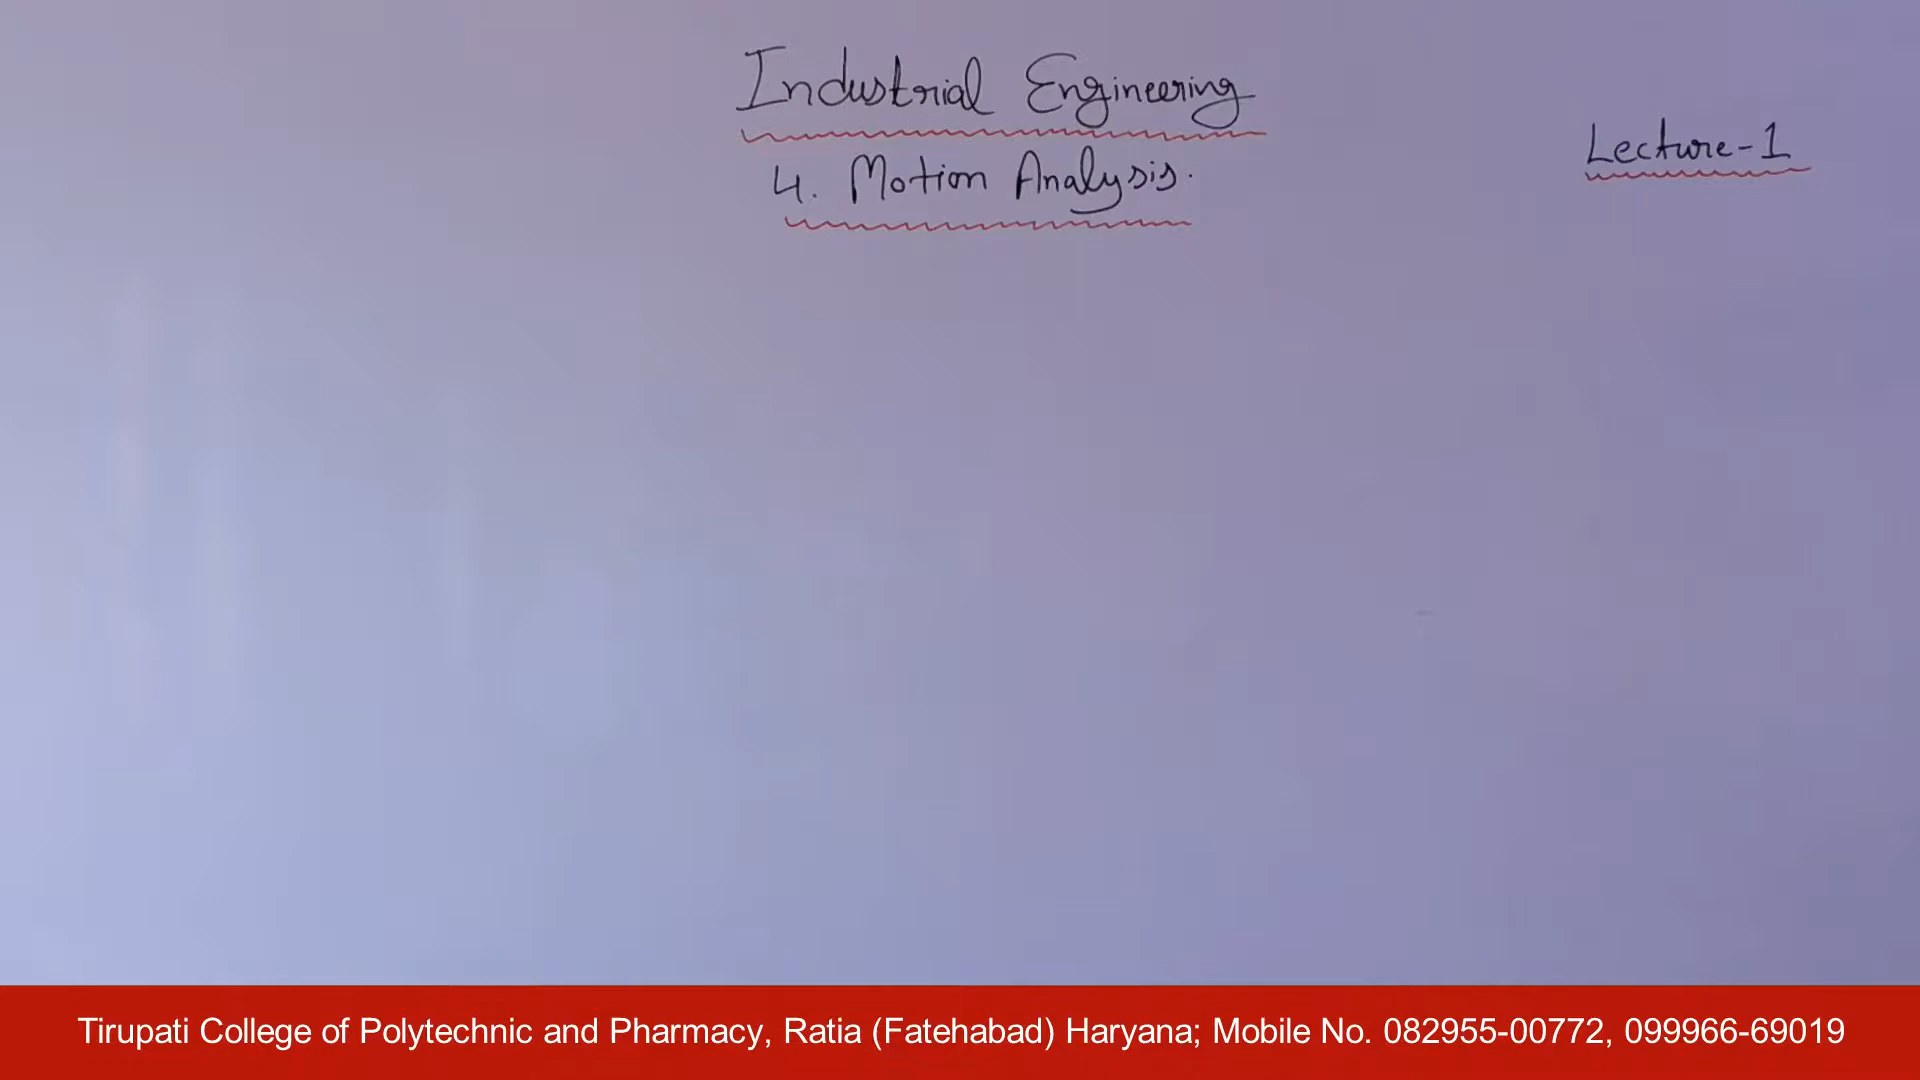 Industrial Engineering
4. Motion Analysis.
Lecture-1
Tirupati College of Polytechnic and Pharmacy, Ratia (Fatehabad) Haryana; Mobile No. 082955-00772, 099966-69019